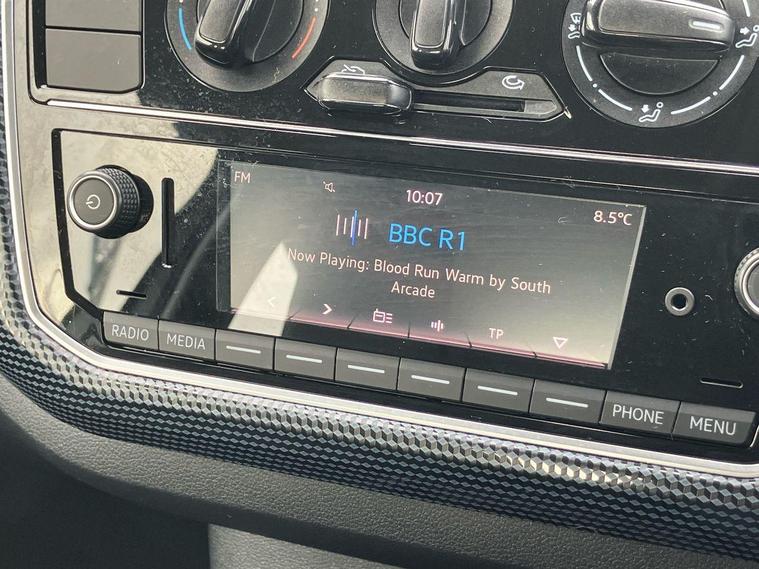 FM
10:07
8.5°C
BBC R1
Now Playing: Blood Run Warm by South
Arcade
TP
RADIO
MEDIA
PHONE
MENU